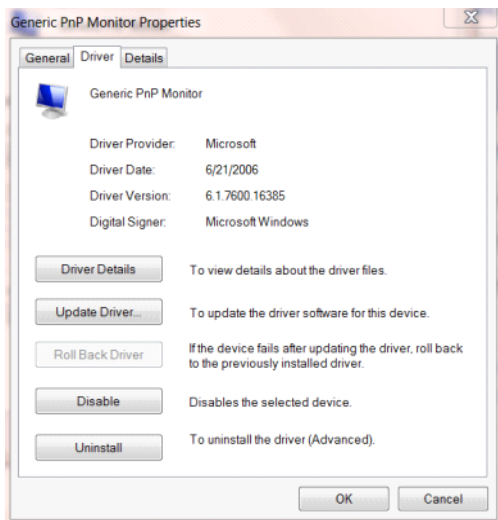 Generic PnP Monitor Properties
General Driver Details
Generic PnP Monitor
Driver Provider: Microsoft
Driver Date: 6/21/2006
Driver Version: 6.1.7600.16385
Digital Signer: Microsoft Windows
Driver Details To view details about the driver files.
Update Driver... To update the driver software for this device.
Roll Back Driver If the device fails after updating the driver, roll back
to the previously installed driver.
Disable Disables the selected device.
Uninstall To uninstall the driver (Advanced).
OK Cancel